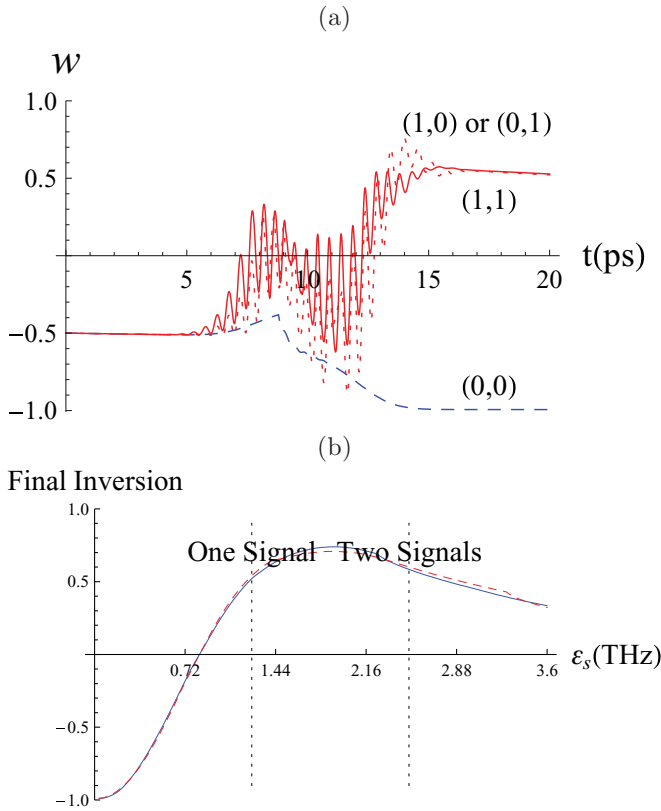 (a)
w
1.0
(1,0) or (0,1)
0.5
(1,1)
5 10 15 20
t(ps)
−0.5
(0,0)
−1.0
(b)
Final Inversion
1.0
One Signal Two Signals
0.5
0.72 1.44 2.16 2.88 3.6
εs(THz)
−0.5
−1.0